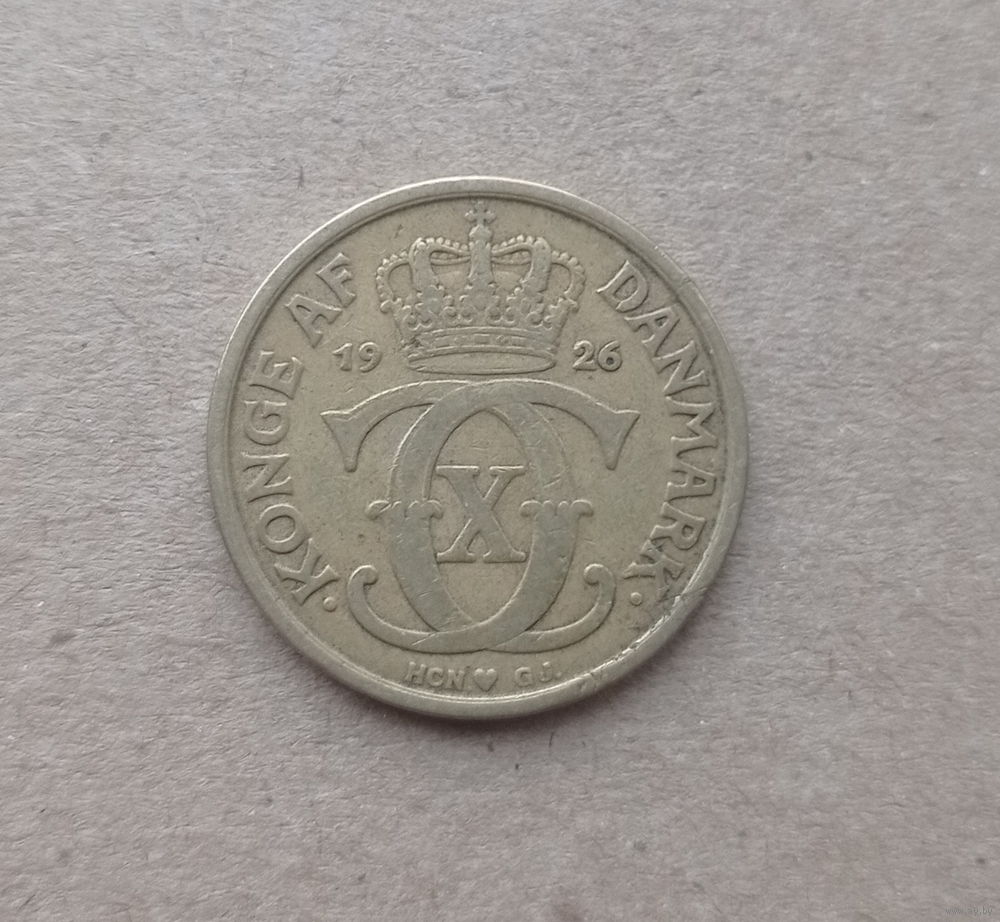 ·KONGE AF DANMARK·
19 26
X
HCN♥ GJ.